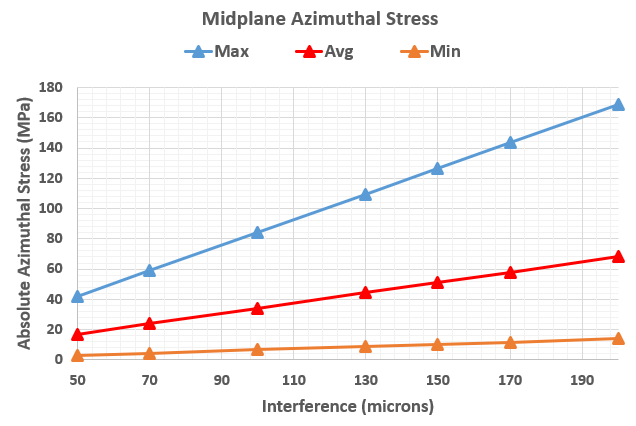 Midplane Azimuthal Stress
Max Avg Min
Absolute Azimuthal Stress (MPa)
180
160
140
120
100
80
60
40
20
0
50 70 90 110 130 150 170 190
Interference (microns)